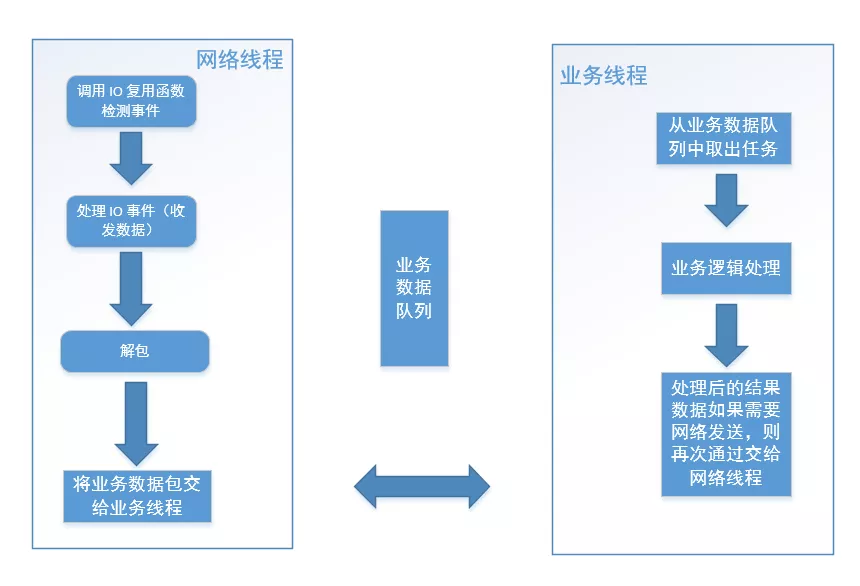 网络线程
调用 IO 复用函数
检测事件
处理 IO 事件（收
发数据）
解包
将业务数据包交
给业务线程
业务
数据
队列
业务线程
从业务数据队
列中取出任务
业务逻辑处理
处理后的结果
数据如果需要
网络发送，则
再次通过交给
网络线程